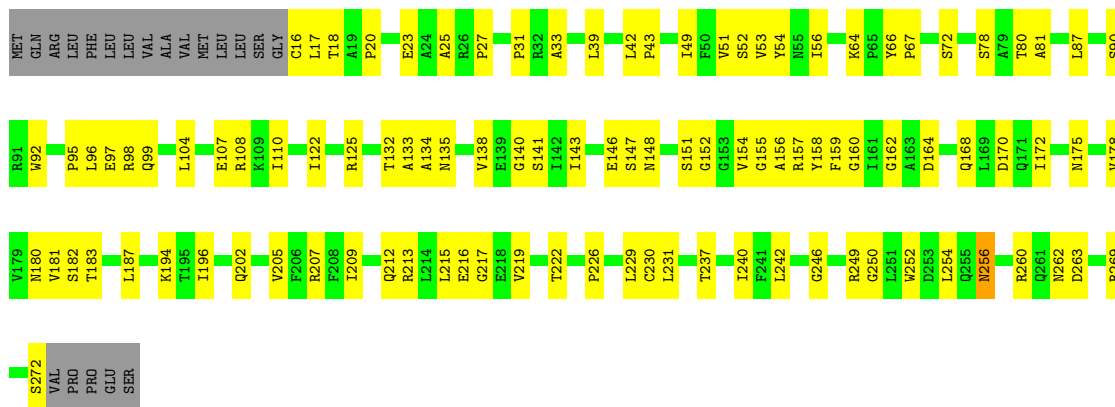 MET GLN ARG LEU PHE LEU LEU VAL ALA VAL MET LEU LEU SER GLY C16 L17 T18 A19 P20 E23 A24 A25 R26 P27 P31 R32 A33 L39 L42 P43 I49 F50 V51 S52 V53 Y54 N55 I56 K64 P65 Y66 P67 S72 S78 A79 T80 A81 L87
R91 W92 P95 L96 E97 R98 Q99 L104 E107 R108 K109 I110 I122 R125 T132 A133 A134 N135 V138 E139 G140 S141 I142 I143 E146 S147 N148 S151 G152 G153 V154 G155 A156 R157 Y158 F159 G160 I161 G162 A163 D164 Q168 L169 D170 Q171 I172 N175
V179 N180 V181 S182 T183 L187 K194 T195 I196 Q202 V205 F206 R207 F208 I209 Q212 R213 L214 L215 E216 G217 E218 V219 T222 P226 L229 C230 L231 T237 I240 F241 L242 G246 R249 G250 L251 W252 D253 L254 Q255 N256 R260 Q261 N262 D263
S272 VAL PRO PRO GLU SER